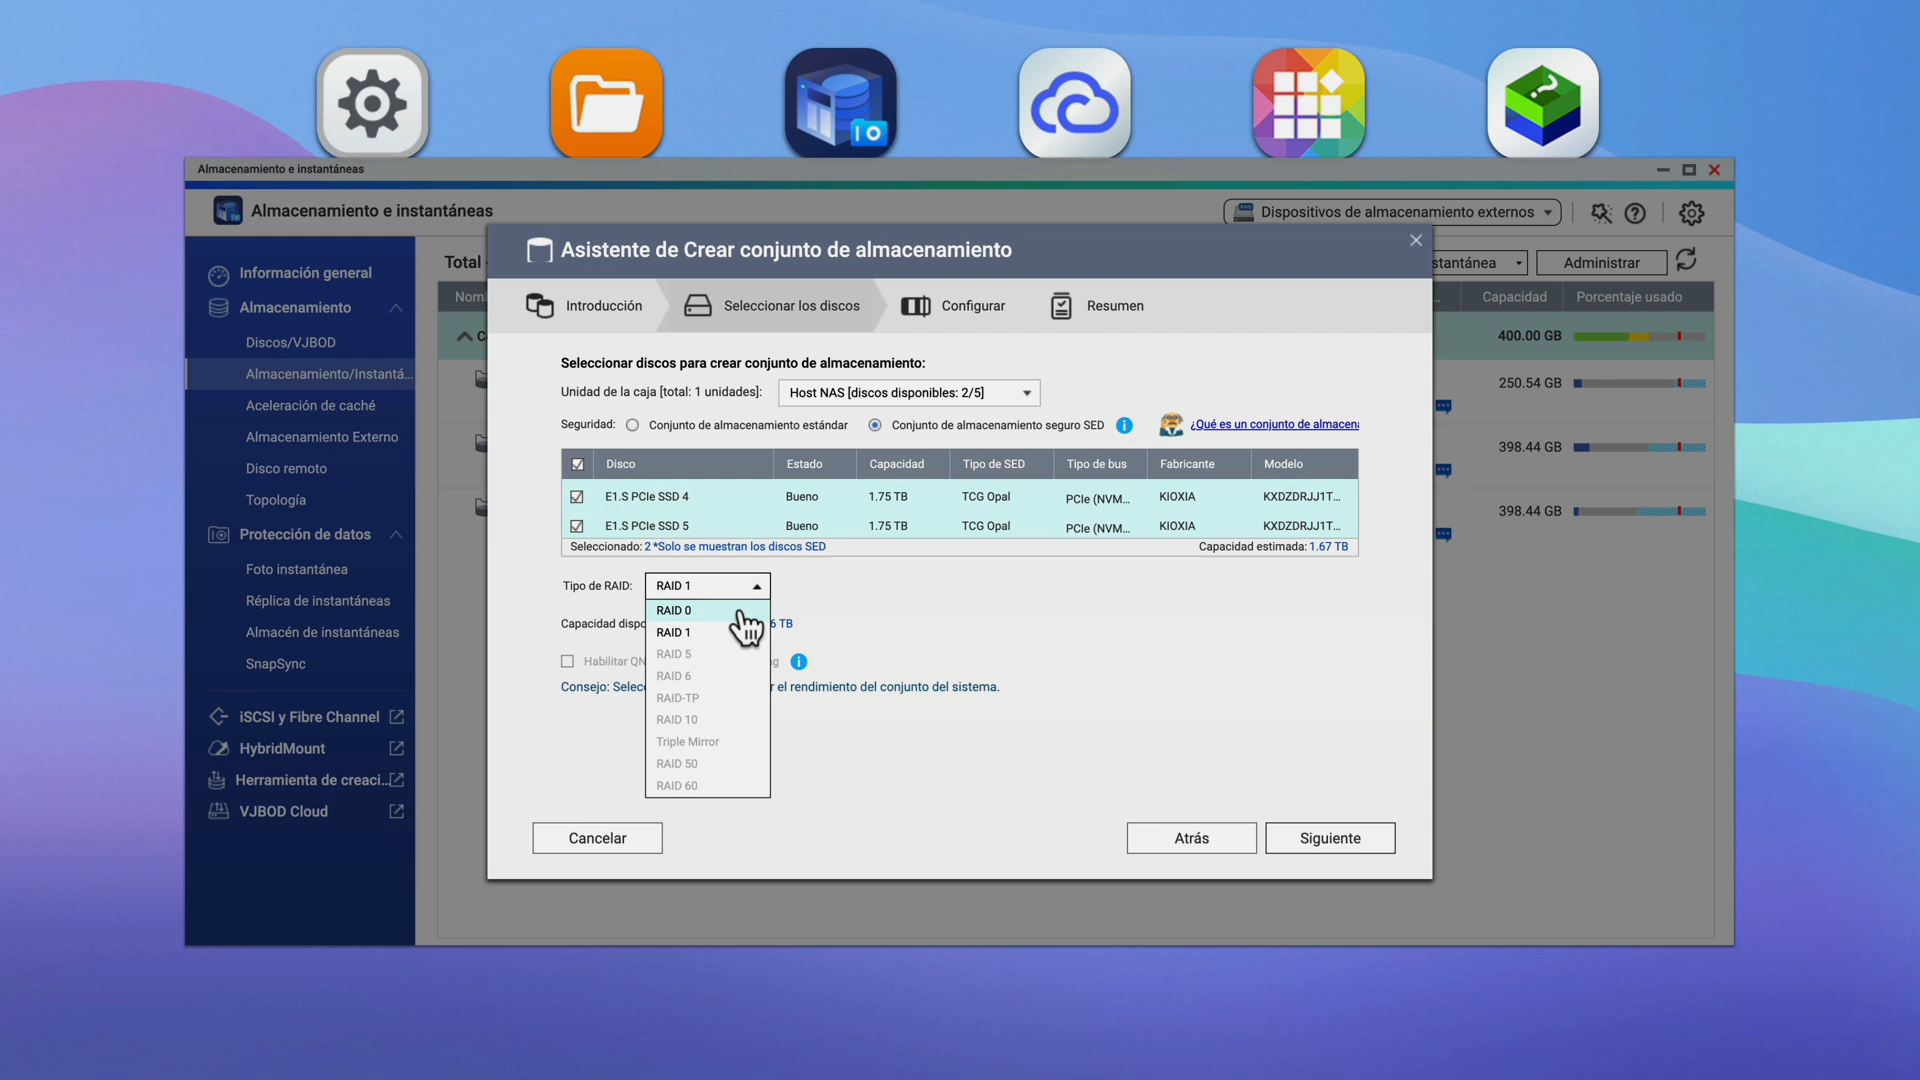 Almacenamiento e instantáneas
Almacenamiento e instantáneas
Dispositivos de almacenamiento externos
Información general
Almacenamiento
Discos/VJBOD
Almacenamiento/Instantá...
Aceleración de caché
Almacenamiento Externo
Disco remoto
Topología
Protección de datos
Foto instantánea
Réplica de instantáneas
Almacén de instantáneas
SnapSync
iSCSI y Fibre Channel
HybridMount
Herramienta de creaci...
VJBOD Cloud
Total
stantánea
Administrar
Capacidad Porcentaje usado
400.00 GB
250.54 GB
398.44 GB
398.44 GB
Asistente de Crear conjunto de almacenamiento
Introducción Seleccionar los discos Configurar Resumen
Seleccionar discos para crear conjunto de almacenamiento:
Unidad de la caja [total: 1 unidades]: Host NAS [discos disponibles: 2/5]
Seguridad: Conjunto de almacenamiento estándar Conjunto de almacenamiento seguro SED ¿Qué es un conjunto de almacena
Disco Estado Capacidad Tipo de SED Tipo de bus Fabricante Modelo
E1.S PCIe SSD 4 Bueno 1.75 TB TCG Opal PCIe (NVM... KIOXIA KXDZDRJJ1T...
E1.S PCIe SSD 5 Bueno 1.75 TB TCG Opal PCIe (NVM... KIOXIA KXDZDRJJ1T...
Seleccionado: 2 *Solo se muestran los discos SED Capacidad estimada: 1.67 TB
Tipo de RAID: RAID 1
RAID 0
RAID 1
RAID 5
RAID 6
RAID-TP
RAID 10
Triple Mirror
RAID 50
RAID 60
Capacidad dispo 6 TB
Habilitar QN g
Consejo: Selec r el rendimiento del conjunto del sistema.
Cancelar Atrás Siguiente